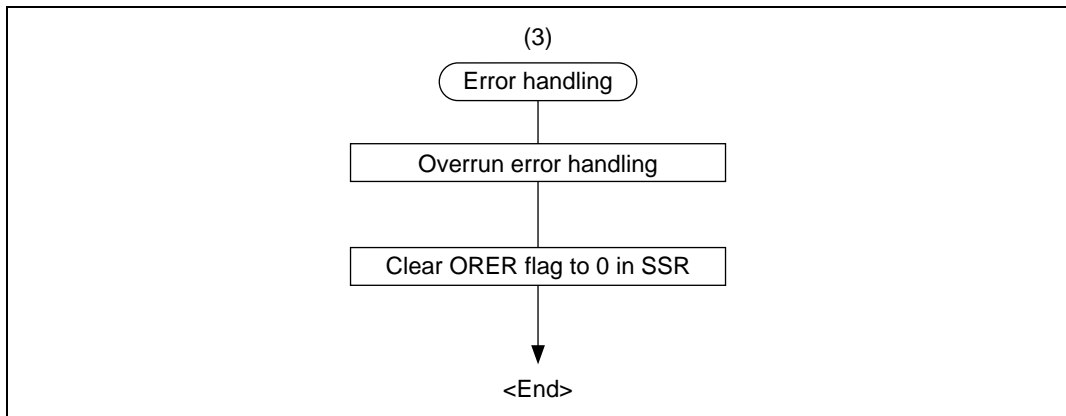 (3)
Error handling
Overrun error handling
Clear ORER flag to 0 in SSR
<End>